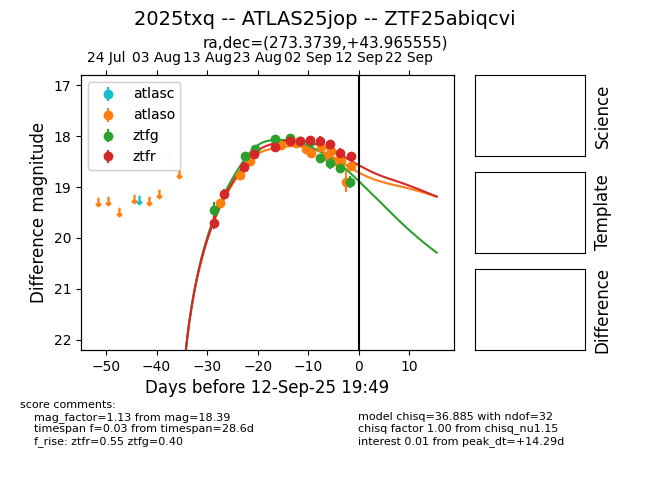 2025txq -- ATLAS25jop -- ZTF25abiqcvi
ra,dec=(273.3739,+43.965555)
24 Jul 03 Aug 13 Aug 23 Aug 02 Sep 12 Sep 22 Sep
atlasc
atlaso
ztfg
ztfr
17
18
19
20
21
22
Difference magnitude
−50 −40 −30 −20 −10 0 10
Days before 12-Sep-25 19:49
Science
Template
Difference
score comments:
mag_factor=1.13 from mag=18.39
timespan f=0.03 from timespan=28.6d
f_rise: ztfr=0.55 ztfg=0.40
model chisq=36.885 with ndof=32
chisq factor 1.00 from chisq_nu1.15
interest 0.01 from peak_dt=+14.29d